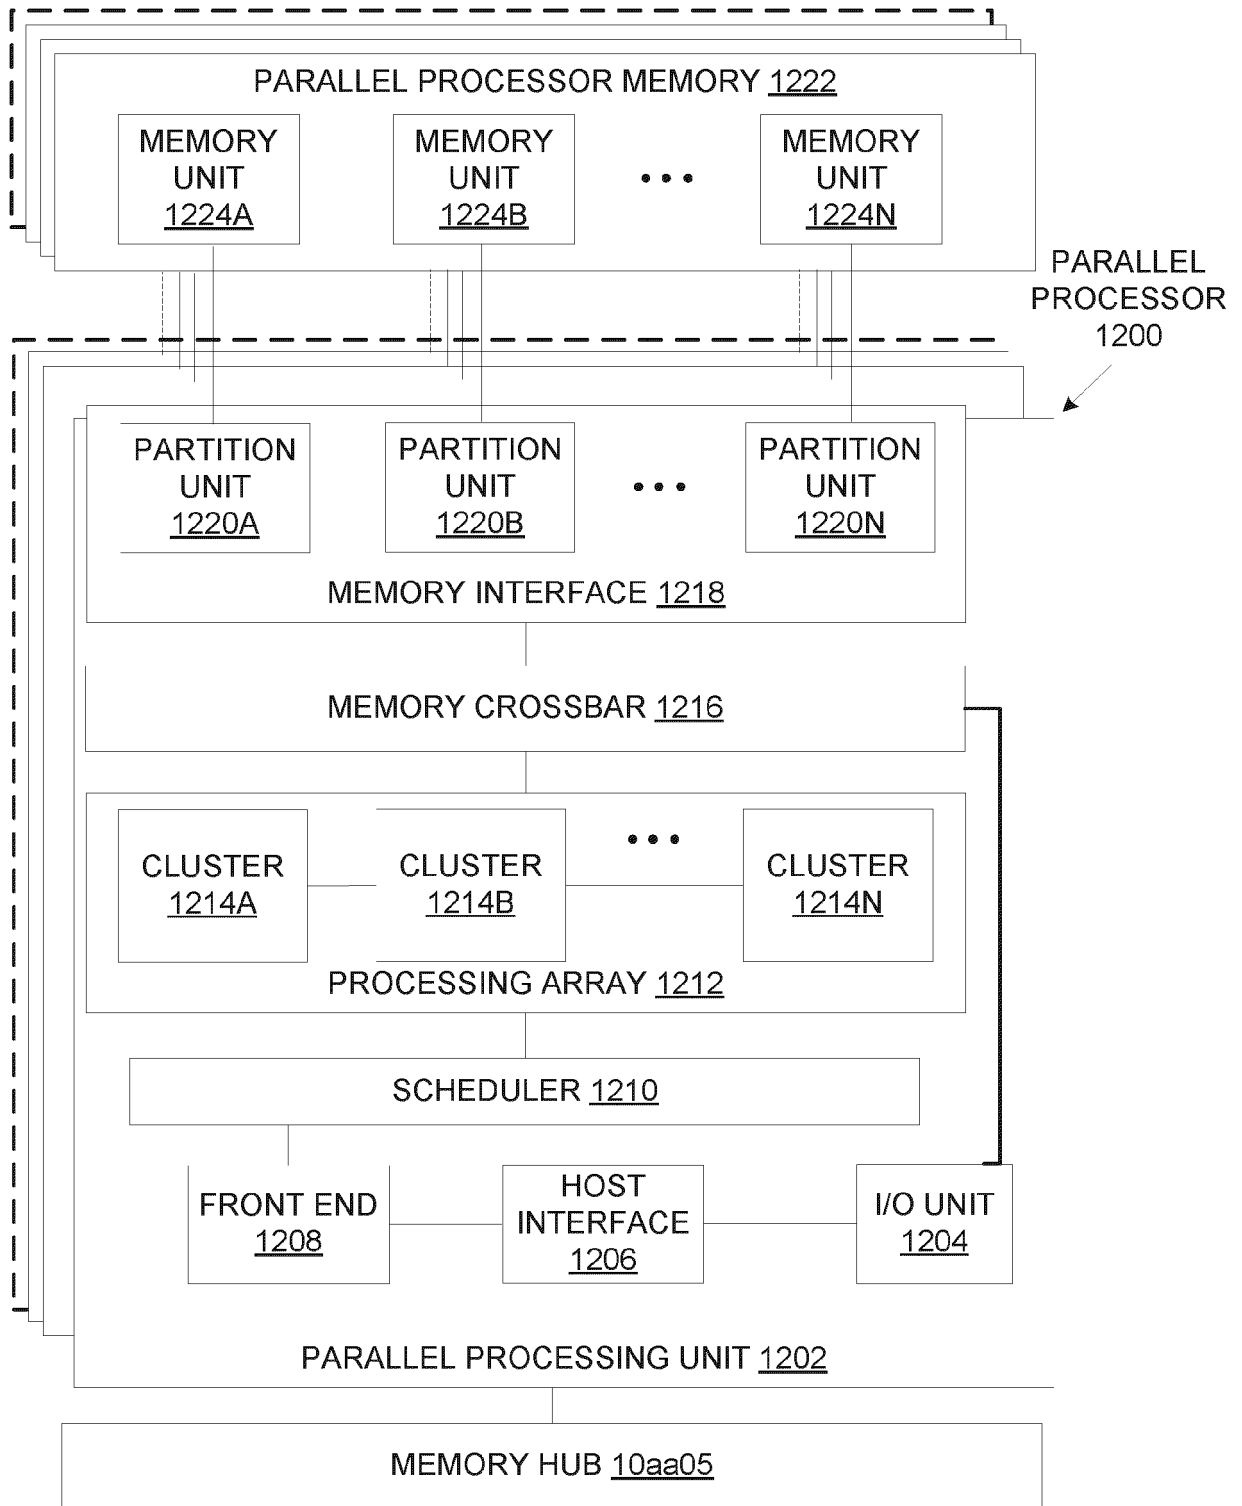 PARALLEL PROCESSOR MEMORY 1222
MEMORY
UNIT
1224A
MEMORY
UNIT
1224B
MEMORY
UNIT
1224N
PARALLEL
PROCESSOR
1200
PARTITION
UNIT
1220A
PARTITION
UNIT
1220B
PARTITION
UNIT
1220N
MEMORY INTERFACE 1218
MEMORY CROSSBAR 1216
CLUSTER
1214A
CLUSTER
1214B
CLUSTER
1214N
PROCESSING ARRAY 1212
SCHEDULER 1210
FRONT END
1208
HOST
INTERFACE
1206
I/O UNIT
1204
PARALLEL PROCESSING UNIT 1202
MEMORY HUB 10aa05